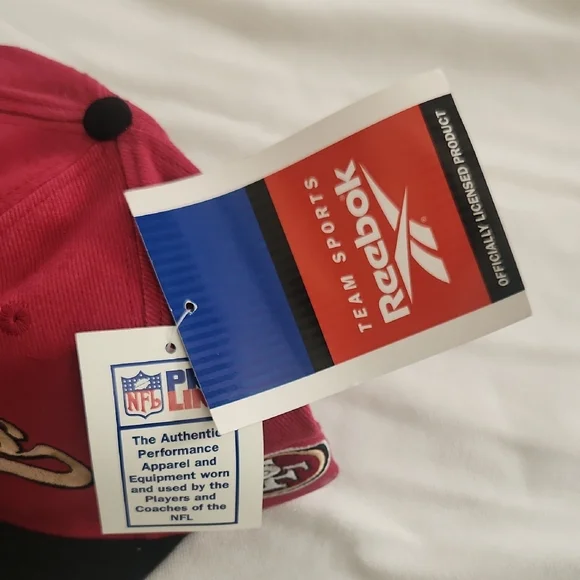 TEAM SPORTS
Reebok
OFFICIALLY LICENSED PRODUCT
NFL
The Authentic
Performance
Apparel and
Equipment worn
and used by the
Players and
Coaches of the
NFL